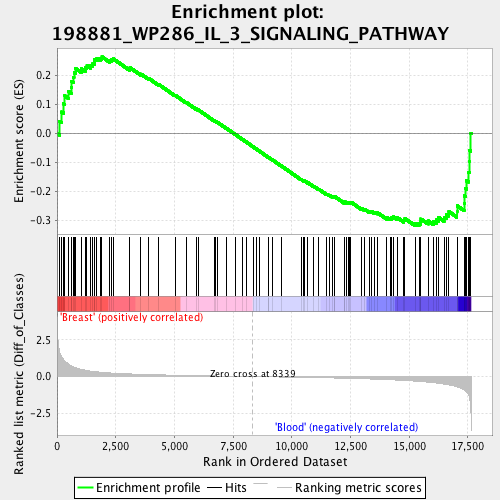 Enrichment plot:
198881_WP286_IL_3_SIGNALING_PATHWAY
Enrichment score (ES)
0.2
0.1
0.0
-0.1
-0.2
-0.3
'Breast' (positively correlated)
Ranked list metric (Diff_of_Classes)
2.5
0.0
-2.5
Zero cross at 8339
'Blood' (negatively correlated)
0
2,500
5,000
7,500
10,000
12,500
15,000
17,500
Rank in Ordered Dataset
Enrichment profile
Hits
Ranking metric scores